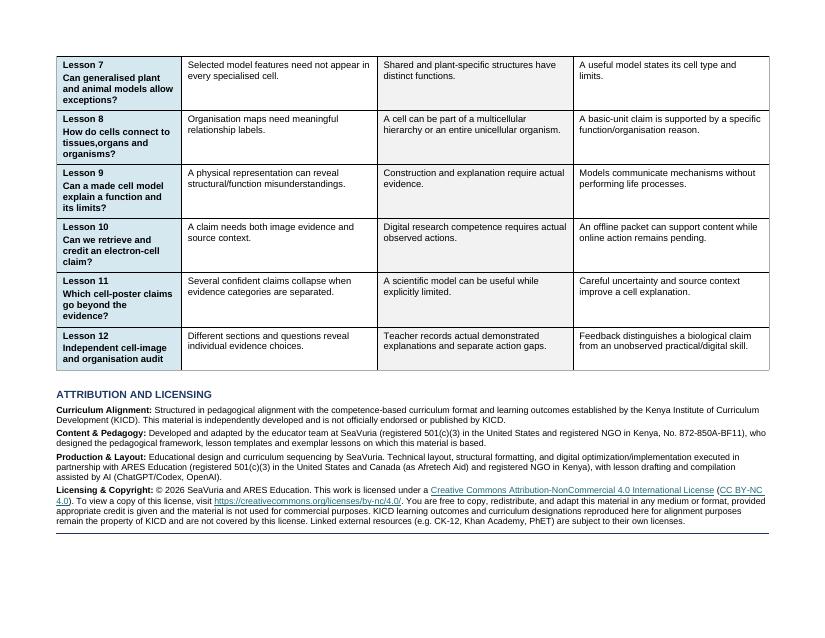 Lesson 7
Can generalised plant
and animal models allow
exceptions?
Selected model features need not appear in
every specialised cell.
Shared and plant-specific structures have
distinct functions.
A useful model states its cell type and
limits.
Lesson 8
How do cells connect to
tissues,organs and
organisms?
Organisation maps need meaningful
relationship labels.
A cell can be part of a multicellular
hierarchy or an entire unicellular organism.
A basic-unit claim is supported by a specific
function/organisation reason.
Lesson 9
Can a made cell model
explain a function and
its limits?
A physical representation can reveal
structural/function misunderstandings.
Construction and explanation require actual
evidence.
Models communicate mechanisms without
performing life processes.
Lesson 10
Can we retrieve and
credit an electron-cell
claim?
A claim needs both image evidence and
source context.
Digital research competence requires actual
observed actions.
An offline packet can support content while
online action remains pending.
Lesson 11
Which cell-poster claims
go beyond the
evidence?
Several confident claims collapse when
evidence categories are separated.
A scientific model can be useful while
explicitly limited.
Careful uncertainty and source context
improve a cell explanation.
Lesson 12
Independent cell-image
and organisation audit
Different sections and questions reveal
individual evidence choices.
Teacher records actual demonstrated
explanations and separate action gaps.
Feedback distinguishes a biological claim
from an unobserved practical/digital skill.
ATTRIBUTION AND LICENSING
Curriculum Alignment: Structured in pedagogical alignment with the competence-based curriculum format and learning outcomes established by the Kenya Institute of Curriculum
Development (KICD). This material is independently developed and is not officially endorsed or published by KICD.
Content & Pedagogy: Developed and adapted by the educator team at SeaVuria (registered 501(c)(3) in the United States and registered NGO in Kenya, No. 872-850A-BF11), who
designed the pedagogical framework, lesson templates and exemplar lessons on which this material is based.
Production & Layout: Educational design and curriculum sequencing by SeaVuria. Technical layout, structural formatting, and digital optimization/implementation executed in
partnership with ARES Education (registered 501(c)(3) in the United States and Canada (as Afretech Aid) and registered NGO in Kenya), with lesson drafting and compilation
assisted by AI (ChatGPT/Codex, OpenAI).
Licensing & Copyright: © 2026 SeaVuria and ARES Education. This work is licensed under a Creative Commons Attribution-NonCommercial 4.0 International License (CC BY-NC
4.0). To view a copy of this license, visit https://creativecommons.org/licenses/by-nc/4.0/. You are free to copy, redistribute, and adapt this material in any medium or format, provided
appropriate credit is given and the material is not used for commercial purposes. KICD learning outcomes and curriculum designations reproduced here for alignment purposes
remain the property of KICD and are not covered by this license. Linked external resources (e.g. CK-12, Khan Academy, PhET) are subject to their own licenses.